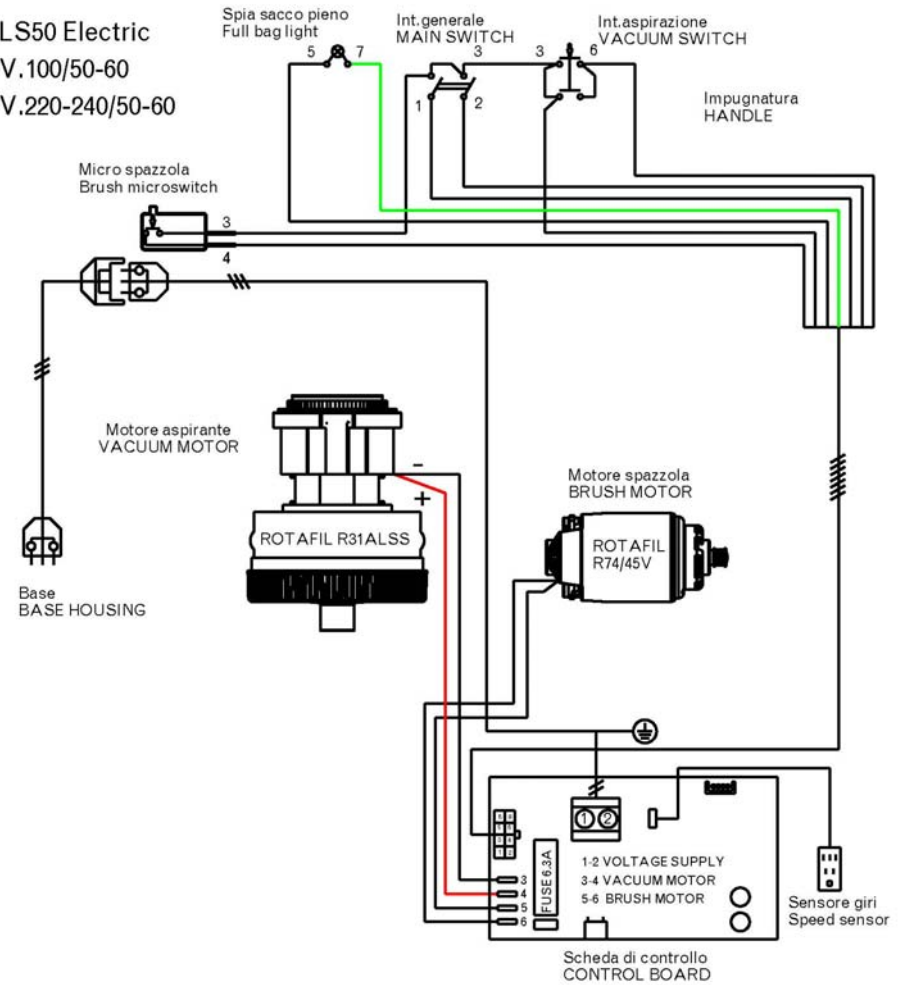 LS50 Electric
V.100/50-60
V.220-240/50-60
Spia sacco pieno
Full bag light
5
7
Int.generale
MAIN SWITCH
3
1
2
Int.aspirazione
VACUUM SWITCH
3
6
Impugnatura
HANDLE
Micro spazzola
Brush microswitch
3
4
Motore aspirante
VACUUM MOTOR
-
+
ROTAFIL R31ALSS
Motore spazzola
BRUSH MOTOR
ROTAFIL
R74/45V
Base
BASE HOUSING
1 2
FUSE 6.3A
1-2 VOLTAGE SUPPLY
3-4 VACUUM MOTOR
5-6 BRUSH MOTOR
3
4
5
6
Sensore giri
Speed sensor
Scheda di controllo
CONTROL BOARD